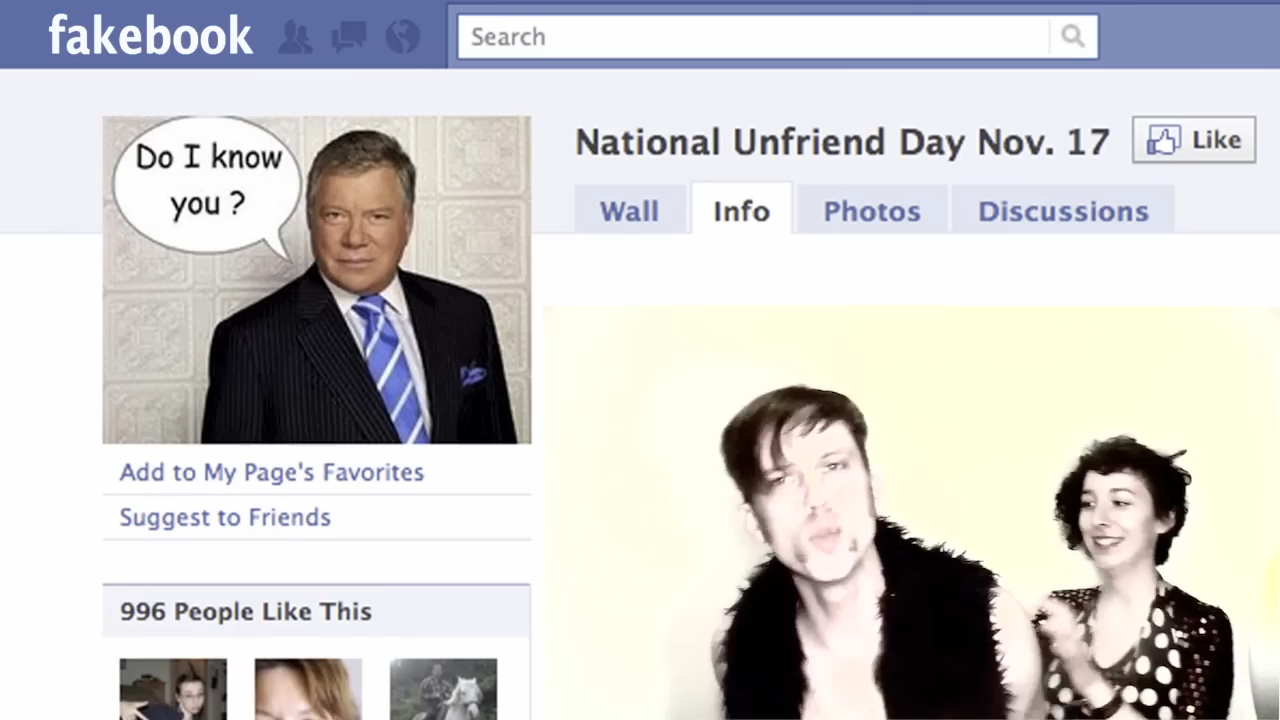 fakebook
Search
Do I know
you ?
National Unfriend Day Nov. 17
Like
Wall
Info
Photos
Discussions
Add to My Page's Favorites
Suggest to Friends
996 People Like This